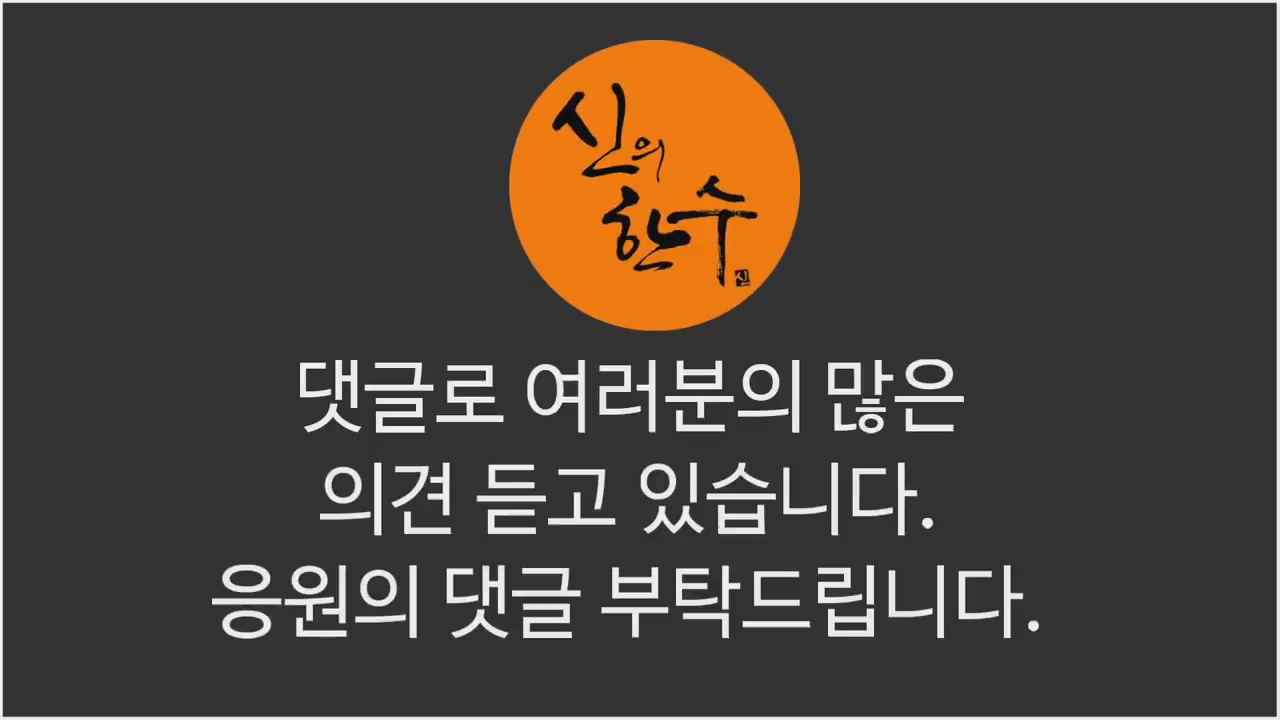 신의
한수
댓글로 여러분의 많은
의견 듣고 있습니다.
응원의 댓글 부탁드립니다.